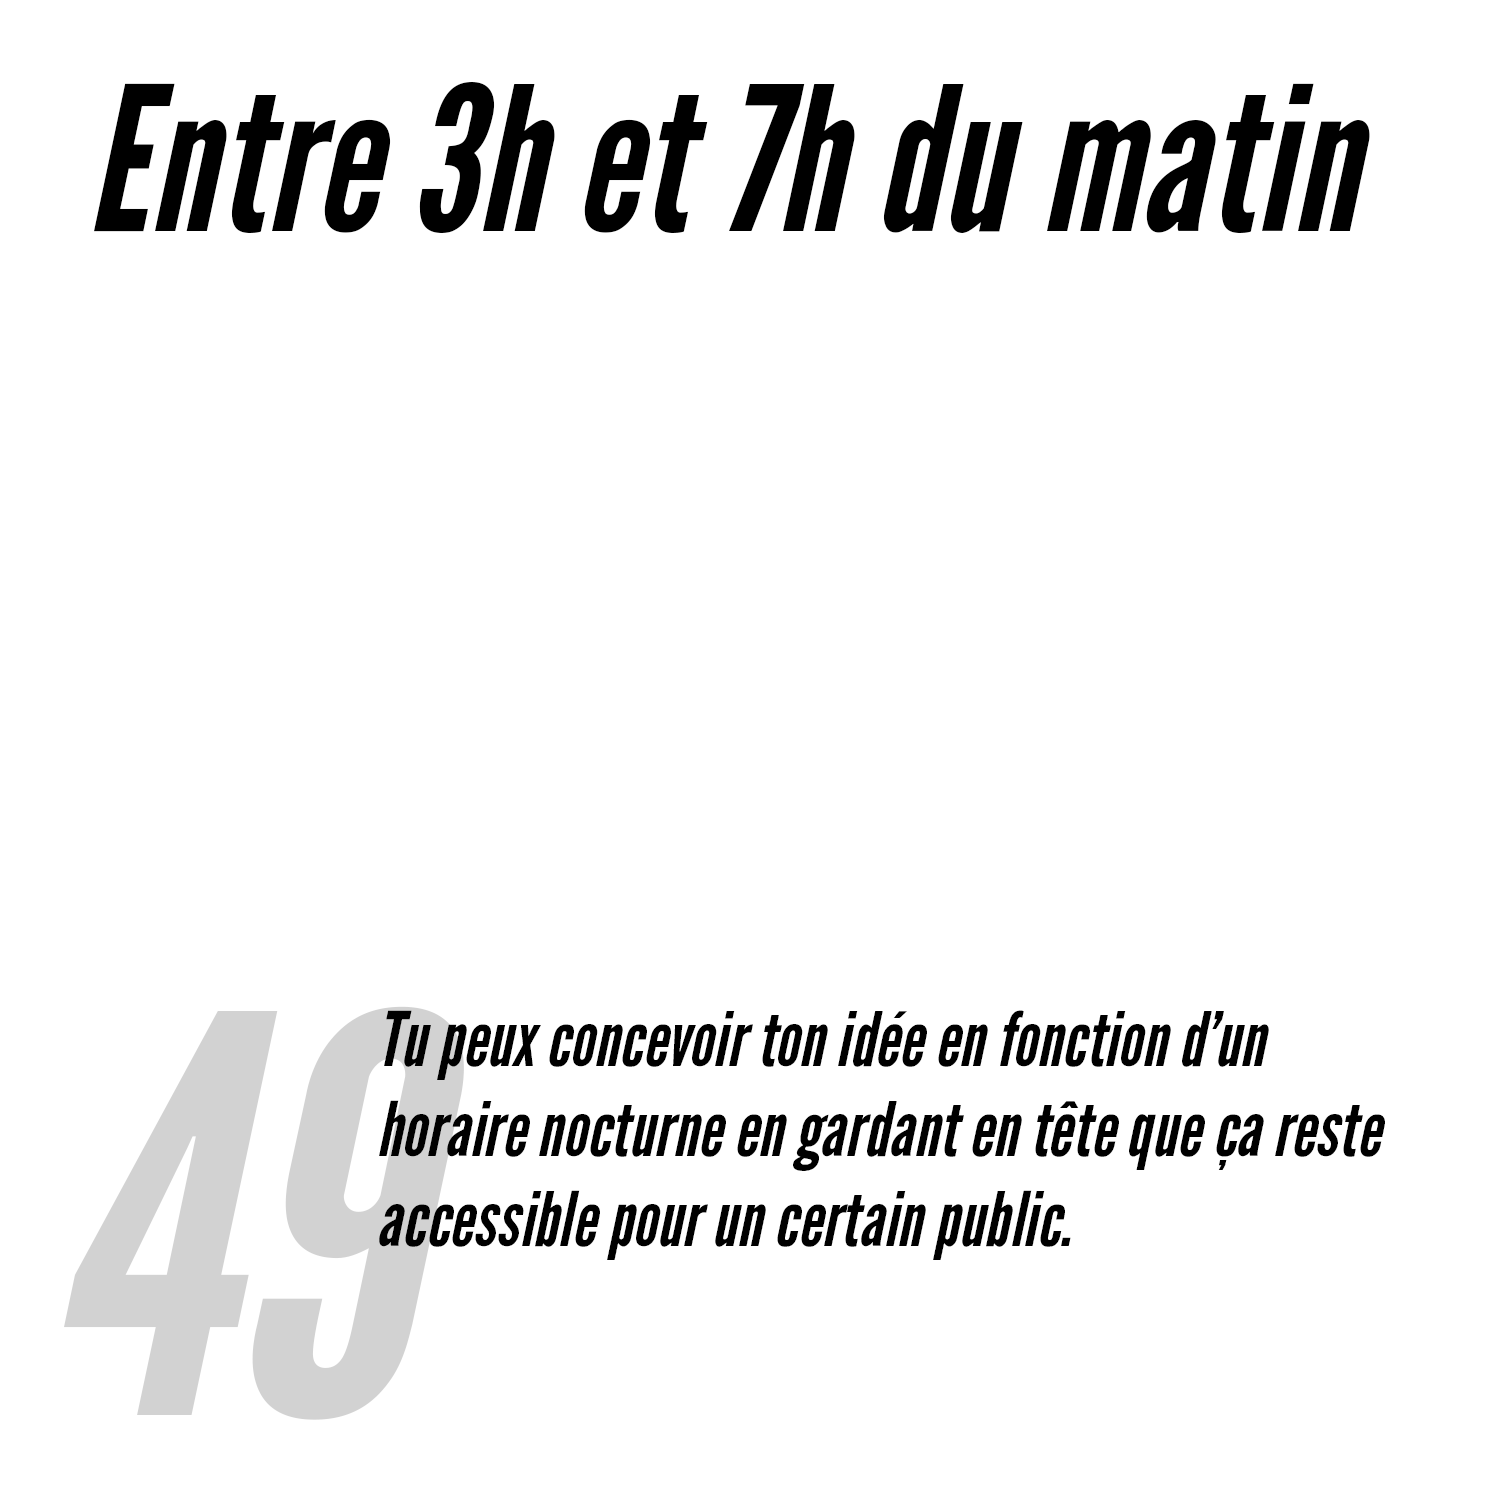 Entre 3h et 7h du matin
49
Tu peux concevoir ton idée en fonction d’un
horaire nocturne en gardant en tête que ça reste
accessible pour un certain public.